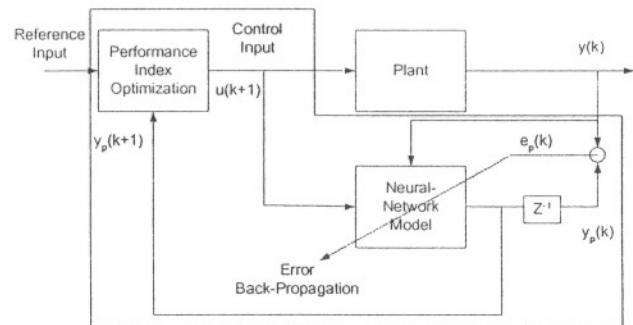 Reference
Input
Performance
Index
Optimization
Control
Input
u(k+1)
Plant
y(k)
y_p(k+1)
e_p(k)
Neural-
Network
Model
Z⁻¹
y_p(k)
Error
Back-Propagation